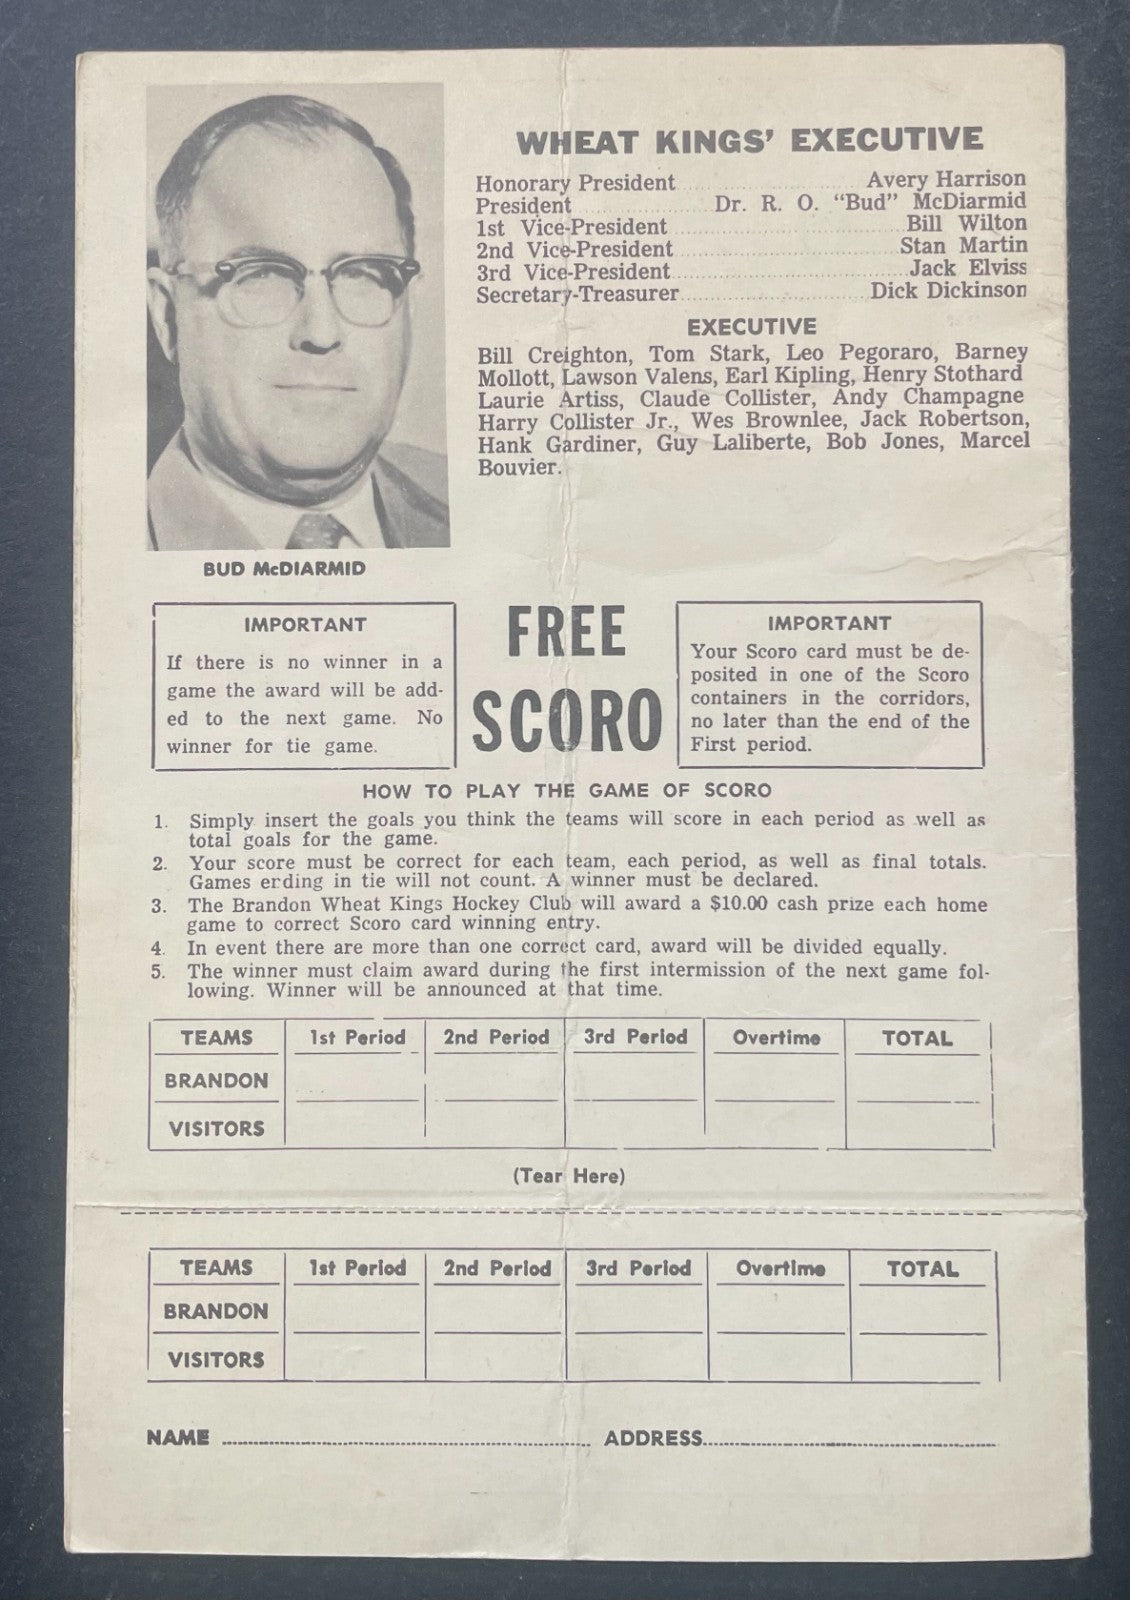 WHEAT KINGS' EXECUTIVE
Honorary President Avery Harrison
President Dr. R. O. "Bud" McDiarmid
1st Vice-President Bill Wilton
2nd Vice-President Stan Martin
3rd Vice-President Jack Elviss
Secretary-Treasurer Dick Dickinson
EXECUTIVE
Bill Creighton, Tom Stark, Leo Pegoraro, Barney
Mollott, Lawson Valens, Earl Kipling, Henry Stothard
Laurie Artiss, Claude Collister, Andy Champagne
Harry Collister Jr., Wes Brownlee, Jack Robertson,
Hank Gardiner, Guy Laliberte, Bob Jones, Marcel
Bouvier.
BUD McDIARMID
IMPORTANT
If there is no winner in a
game the award will be add-
ed to the next game. No
winner for tie game.
FREE
SCORO
IMPORTANT
Your Scoro card must be de-
posited in one of the Scoro
containers in the corridors,
no later than the end of the
First period.
HOW TO PLAY THE GAME OF SCORO
1. Simply insert the goals you think the teams will score in each period as well as
total goals for the game.
2. Your score must be correct for each team, each period, as well as final totals.
Games erding in tie will not count. A winner must be declared.
3. The Brandon Wheat Kings Hockey Club will award a $10.00 cash prize each home
game to correct Scoro card winning entry.
4. In event there are more than one correct card, award will be divided equally.
5. The winner must claim award during the first intermission of the next game fol-
lowing. Winner will be announced at that time.
TEAMS 1st Period 2nd Period 3rd Period Overtime TOTAL
BRANDON
VISITORS
(Tear Here)
TEAMS 1st Period 2nd Period 3rd Period Overtime TOTAL
BRANDON
VISITORS
NAME ADDRESS